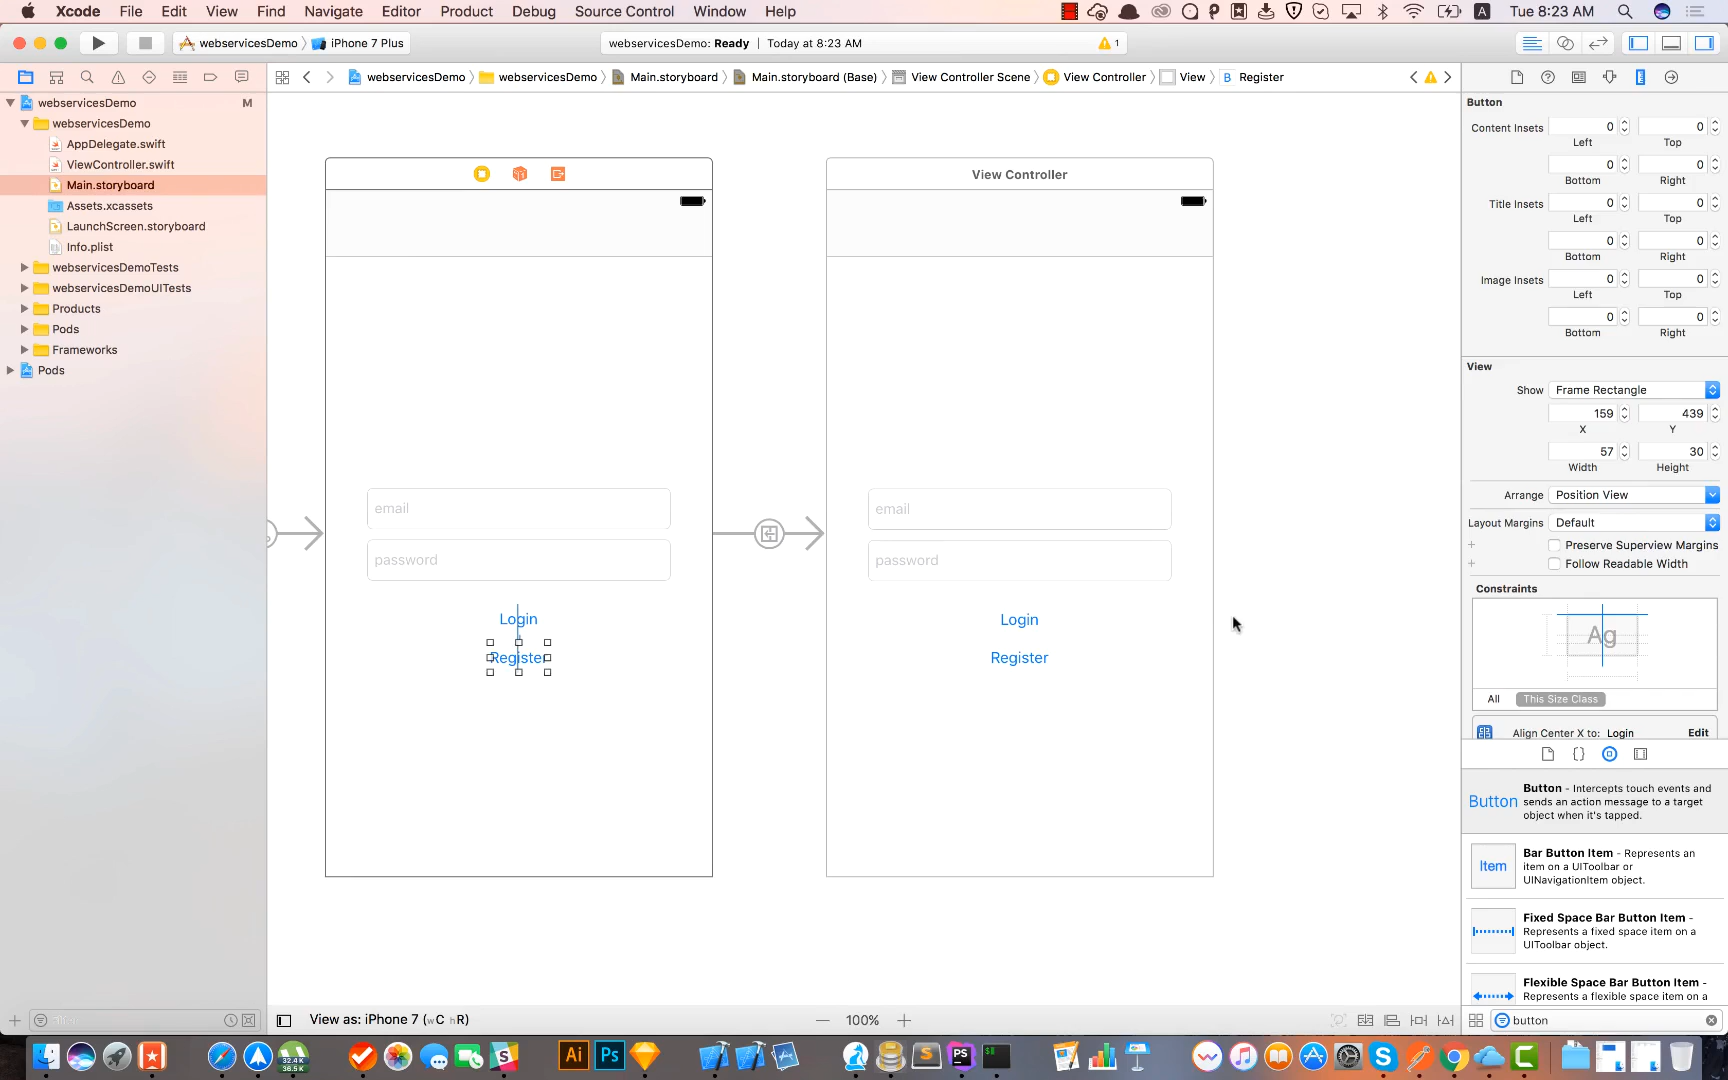 Xcode File Edit View Find Navigate Editor Product Debug Source Control Window Help A Tue 8:23 AM
webservicesDemo iPhone 7 Plus webservicesDemo: Ready | Today at 8:23 AM 1
webservicesDemo webservicesDemo Main.storyboard Main.storyboard (Base) View Controller Scene View Controller View B Register
webservicesDemo M
webservicesDemo
AppDelegate.swift
ViewController.swift
Main.storyboard
Assets.xcassets
LaunchScreen.storyboard
Info.plist
webservicesDemoTests
webservicesDemoUITests
Products
Pods
Frameworks
Pods
email
password
Login
Register
View Controller
email
password
Login
Register
Button
Content Insets 0 0
Left Top
0 0
Bottom Right
Title Insets 0 0
Left Top
0 0
Bottom Right
Image Insets 0 0
Left Top
0 0
Bottom Right
View
Show Frame Rectangle
159 439
X Y
57 30
Width Height
Arrange Position View
Layout Margins Default
Preserve Superview Margins
Follow Readable Width
Constraints
Ag
All This Size Class
Align Center X to: Login Edit
Button
Button - Intercepts touch events and
sends an action message to a target
object when it's tapped.
Item
Bar Button Item - Represents an
item on a UIToolbar or
UINavigationItem object.
Fixed Space Bar Button Item -
Represents a fixed space item on a
UIToolbar object.
Flexible Space Bar Button Item -
Represents a flexible space item on a
View as: iPhone 7 (wC hR) 100% button
32.4 K
36.5 K
Ai Ps PS